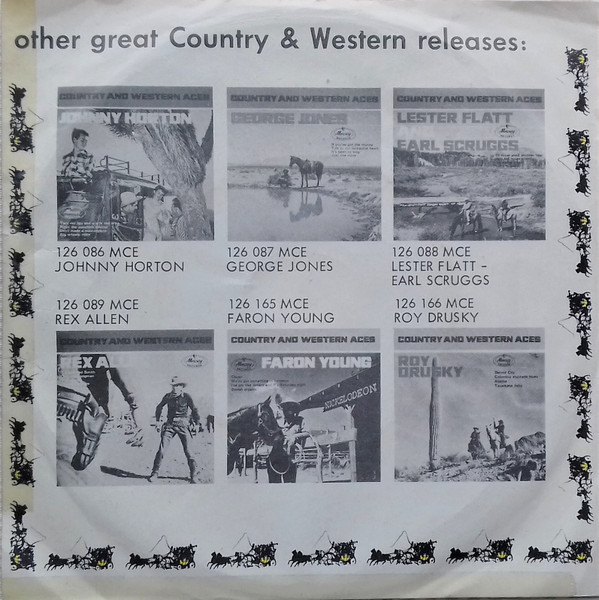 other great Country & Western releases:
COUNTRY AND WESTERN ACES
JOHNNY HORTON
COUNTRY AND WESTERN ACES
GEORGE JONES
COUNTRY AND WESTERN ACES
LESTER FLATT
AND
EARL SCRUGGS
126 086 MCE
JOHNNY HORTON
126 087 MCE
GEORGE JONES
126 088 MCE
LESTER FLATT –
EARL SCRUGGS
126 089 MCE
REX ALLEN
126 165 MCE
FARON YOUNG
126 166 MCE
ROY DRUSKY
COUNTRY AND WESTERN ACES
REX ALLEN
COUNTRY AND WESTERN ACES
FARON YOUNG
NICKELODEON
COUNTRY AND WESTERN ACES
ROY
DRUSKY